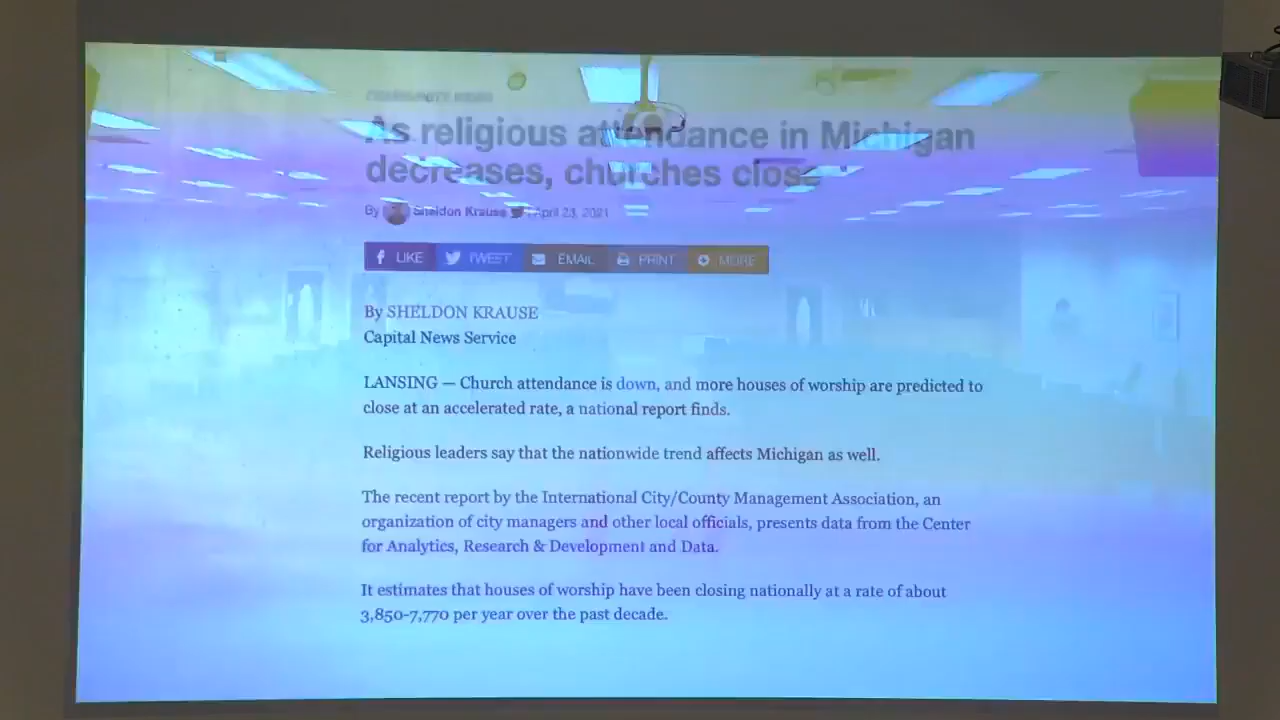 COMMUNITY NEWS
As religious attendance in Michigan
decreases, churches close
By Sheldon Krause April 23, 2021
LIKE TWEET EMAIL PRINT MORE
By SHELDON KRAUSE
Capital News Service
LANSING — Church attendance is down, and more houses of worship are predicted to
close at an accelerated rate, a national report finds.
Religious leaders say that the nationwide trend affects Michigan as well.
The recent report by the International City/County Management Association, an
organization of city managers and other local officials, presents data from the Center
for Analytics, Research & Development and Data.
It estimates that houses of worship have been closing nationally at a rate of about
3,850-7,770 per year over the past decade.